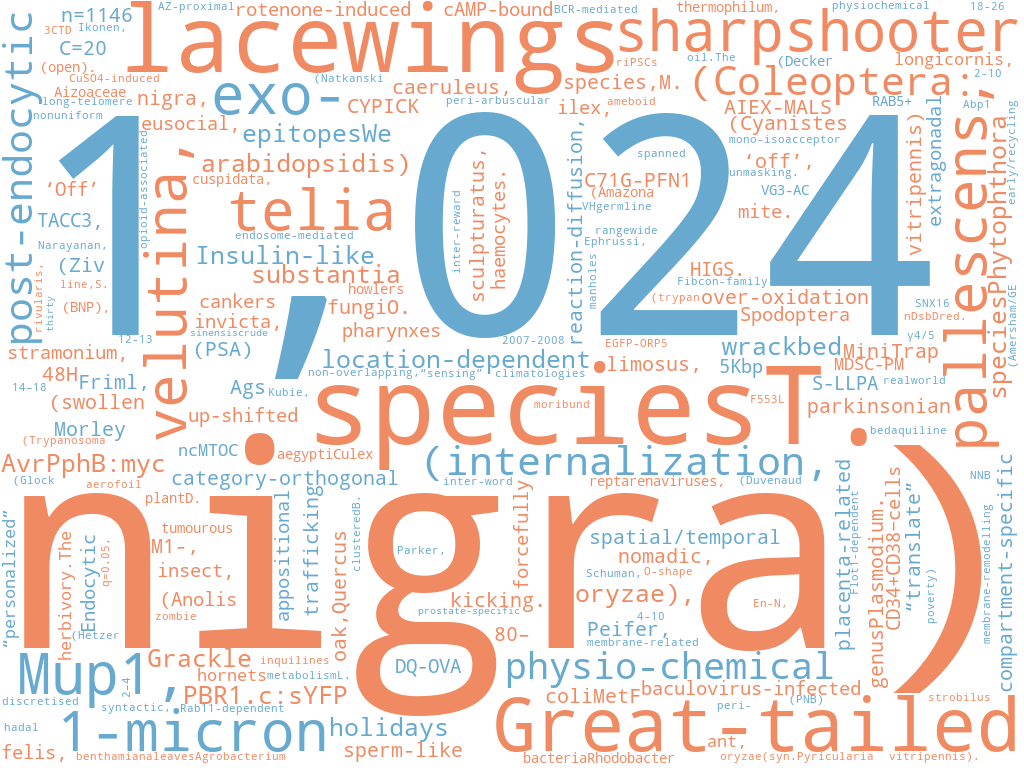 AZ-proximal
rotenone-induced
cAMP-bound
BCR-mediated
thermophilum,
physiochemical
18-26
n=1146
3CTD
Ikonen,
lacewings
sharpshooter
C=20
(open).
riPSCs
oil.The
(Decker
longicornis,
2-10
CuSO4-induced
(Natkanski
species,M.
(Coleoptera:,
Aizoaceae
long-telomere
nigra,
exo-
caeruleus,
CYPICK
peri-arbuscular
ilex,
ameboid
AIEX-MALS
RAB5+
Abp1
nonuniform
eusocial,
epitopesWe
(Cyanistes
mono-isoacceptor
post-endocytic
1,024
arabidopsidis)
spanned
‘off’,
‘Off’
cuspidata,
C71G-PFN1
unmasking.
VG3-AC
(Amazona
TACC3,
telia
VHgermline
mite.
opioid-associated
velutina,
inter-reward
sculpturatus,
haemocytes.
reaction-diffusion,
manholes
vitripennis)
extragonadal
pallescens,
speciesPhytophthora
early/recycling
(Amersham/GE
endosome-mediated
rangewide
Ephrussi,
Narayanan,
(Ziv
Insulin-like
substantia
HIGS.
Fibcon-family
line,S.
rivularis.
thirty
(BNP),
howlers
(trypan
over-oxidation
cankers
fungiO.
SNX16
invicta,
Spodoptera
nDsbDred.
sinensiscrude
pharynxes
12-13
2007-2008
EGFP-ORP5
y4/5
stramonium,
(PSA)
location-dependent
wrackbed
MiniTrap
limosus,
48H
Friml,
non-overlapping,
“sensing”
climatologies
5Kbp
MDSC-PM
14-18
Ags
Kubie,
S-LLPA
realworld
(swollen
up-shifted
speciesT.
moribund
F553L
parkinsonian
Morley
bedaquiline
(Trypanosoma
ncMTOC
.
aegyptiCulex
AvrPphB:myc
category-orthogonal
(internalization,
(Glock
aerofoil
inter-word
reptarenaviruses,
(Duvenaud
NNB
nigra)
plantD.
“personalized”
herbivory.The
Endocytic
q=0.05,
tumourous
M1-,
appositional
trafficking
oak,Quercus
clusteredB.
forcefully
spatial/temporal
placenta-related
Flot1-dependent
genusPlasmodium.
CD34+CD38-cells
“translate”
poverty)
membrane-remodelling
compartment-specific
Parker,
nomadic,
insect,
Schuman,
O-shape
(Anolis
kicking.
oryzae),
En-N,
zombie
prostate-specific
4-10
(Hetzer
80-
Peifer,
membrane-related
Mup1,
Grackle
inquilines
DQ-OVA
physio-chemical
hornets
metabolismL.
2-4
PBR1.c:sYFP
coliMetF
baculovirus-infected
discretised
syntactic,
Rab11-dependent
peri-
(PNB)
strobilus
hadal
1-micron
holidays
Great-tailed
felis,
sperm-like
ant,
benthamianaleavesAgrobacterium
bacteriaRhodobacter
oryzae(syn.Pyricularia
vitripennis).